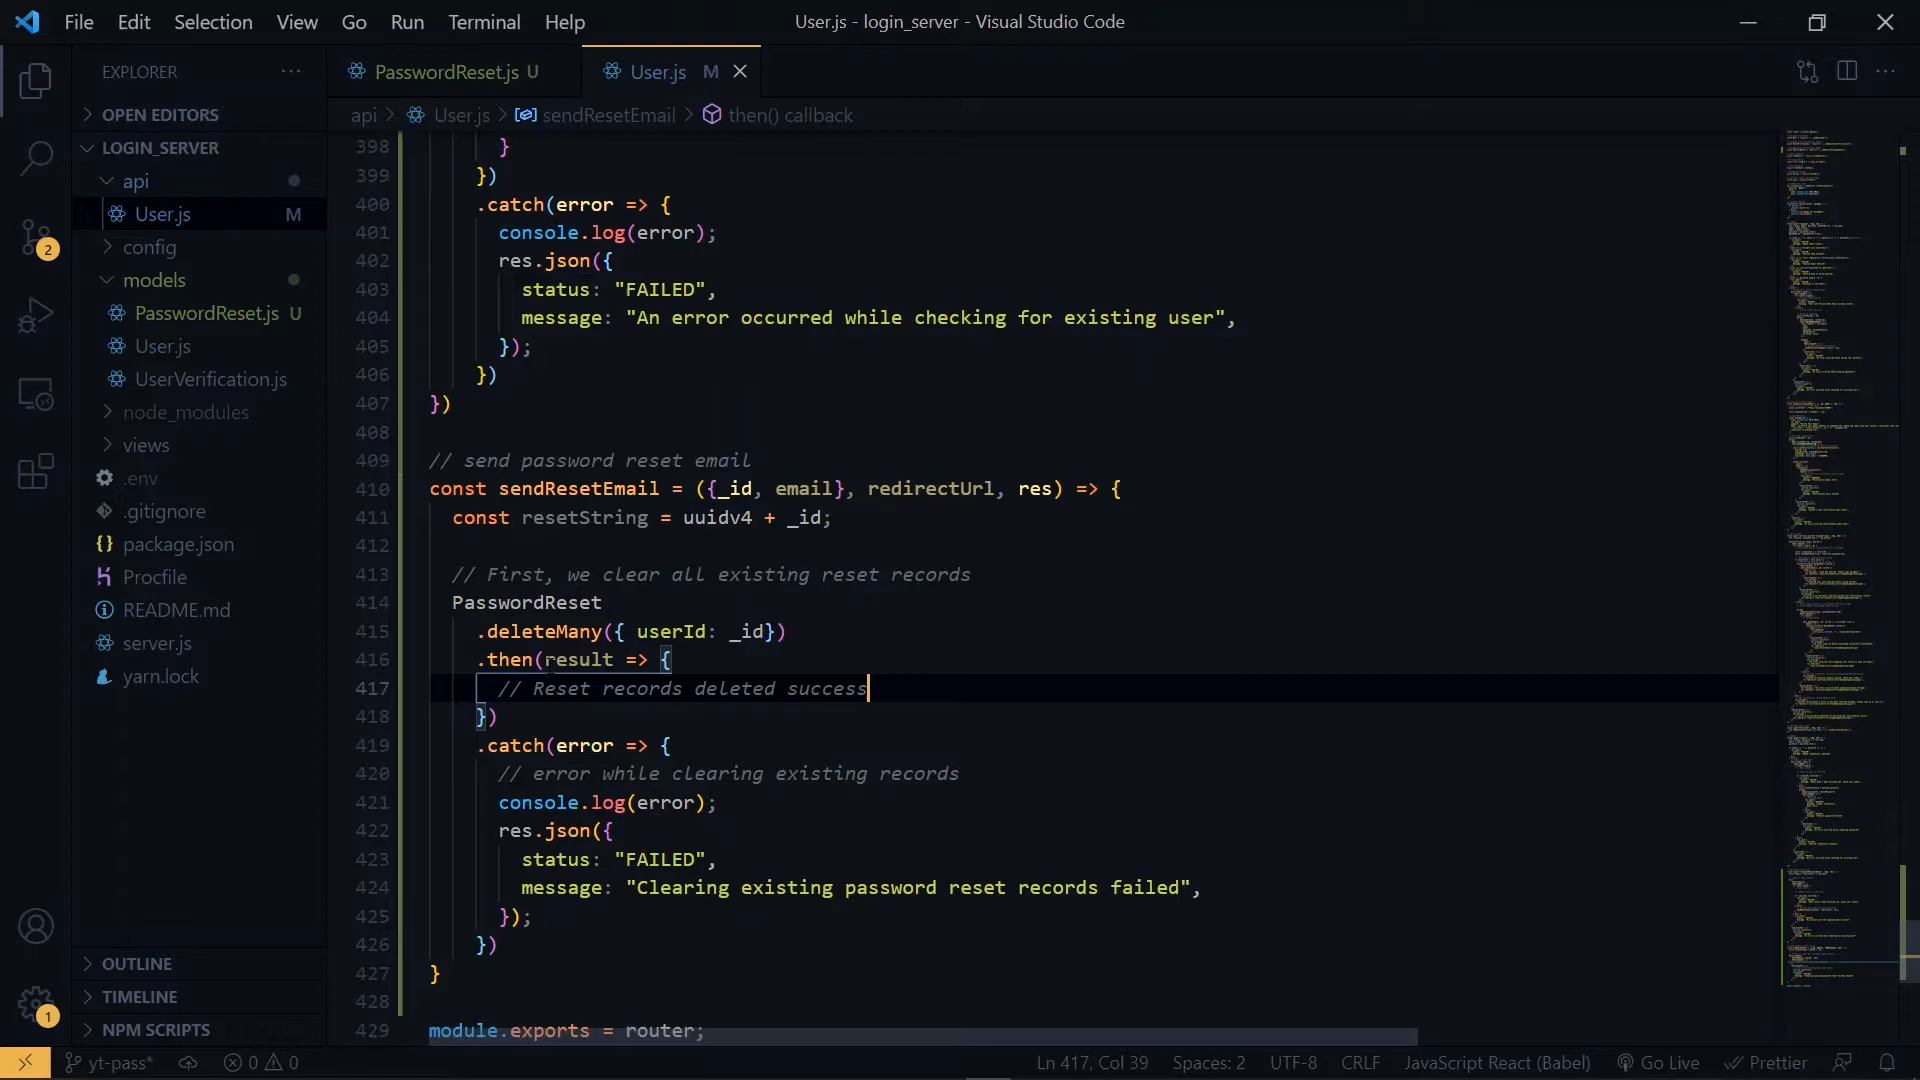 File Edit Selection View Go Run Terminal Help
User.js - login_server - Visual Studio Code
EXPLORER
PasswordReset.js U
User.js M
OPEN EDITORS
api > User.js > sendResetEmail > then() callback
LOGIN_SERVER
api
User.js M
config
models
PasswordReset.js U
User.js
UserVerification.js
node_modules
views
.env
.gitignore
package.json
Procfile
README.md
server.js
yarn.lock
OUTLINE
TIMELINE
NPM SCRIPTS
2
1
398 }
399 })
400 .catch(error => {
401 console.log(error);
402 res.json({
403 status: "FAILED",
404 message: "An error occurred while checking for existing user",
405 });
406 })
407 })
408
409 // send password reset email
410 const sendResetEmail = ({_id, email}, redirectUrl, res) => {
411 const resetString = uuidv4 + _id;
412
413 // First, we clear all existing reset records
414 PasswordReset
415 .deleteMany({ userId: _id})
416 .then(result => {
417 // Reset records deleted success
418 })
419 .catch(error => {
420 // error while clearing existing records
421 console.log(error);
422 res.json({
423 status: "FAILED",
424 message: "Clearing existing password reset records failed",
425 });
426 })
427 }
428
429 module.exports = router;
yt-pass* 0 0 Ln 417, Col 39 Spaces: 2 UTF-8 CRLF JavaScript React (Babel) Go Live Prettier